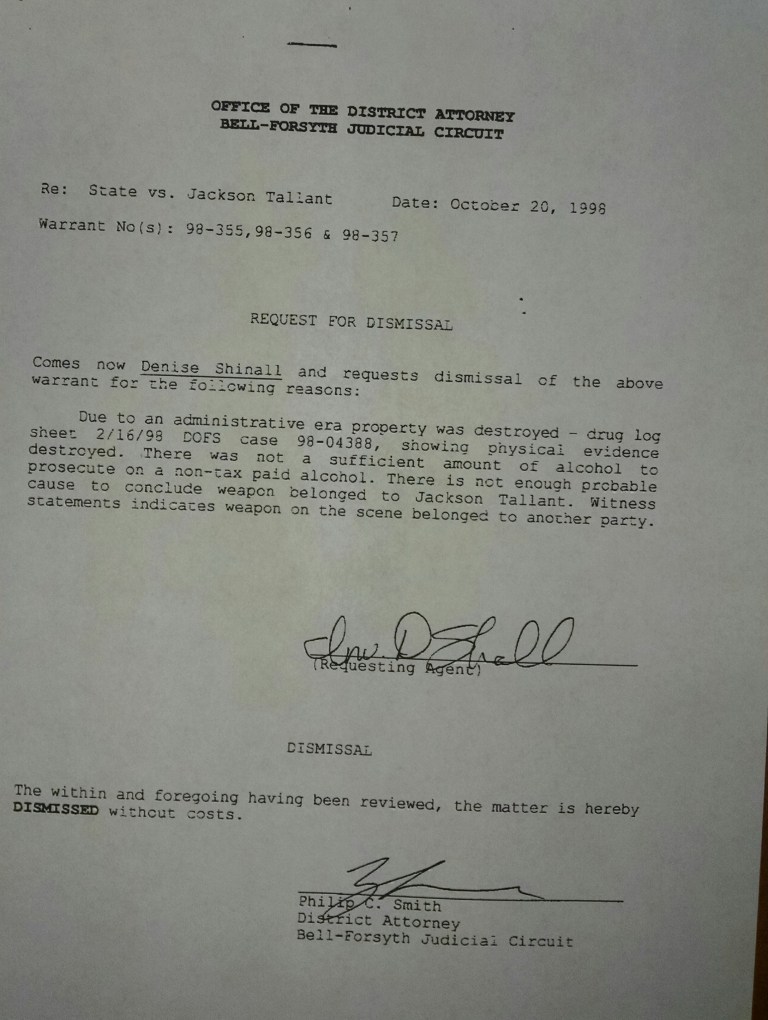 OFFICE OF THE DISTRICT ATTORNEY
BELL-FORSYTH JUDICIAL CIRCUIT
Re: State vs. Jackson Tallant Date: October 20, 1998
Warrant No(s): 98-355,98-356 & 98-357
REQUEST FOR DISMISSAL
Comes now Denise Shinall and requests dismissal of the above
warrant for the following reasons:
Due to an administrative era property was destroyed - drug log
sheet 2/16/98 DOFS case 98-04388, showing physical evidence
destroyed. There was not a sufficient amount of alcohol to
prosecute on a non-tax paid alcohol. There is not enough probable
cause to conclude weapon belonged to Jackson Tallant. Witness
statements indicates weapon on the scene belonged to another party.
(Requesting Agent)
DISMISSAL
The within and foregoing having been reviewed, the matter is hereby
DISMISSED without costs.
Philip C. Smith
District Attorney
Bell-Forsyth Judicial Circuit